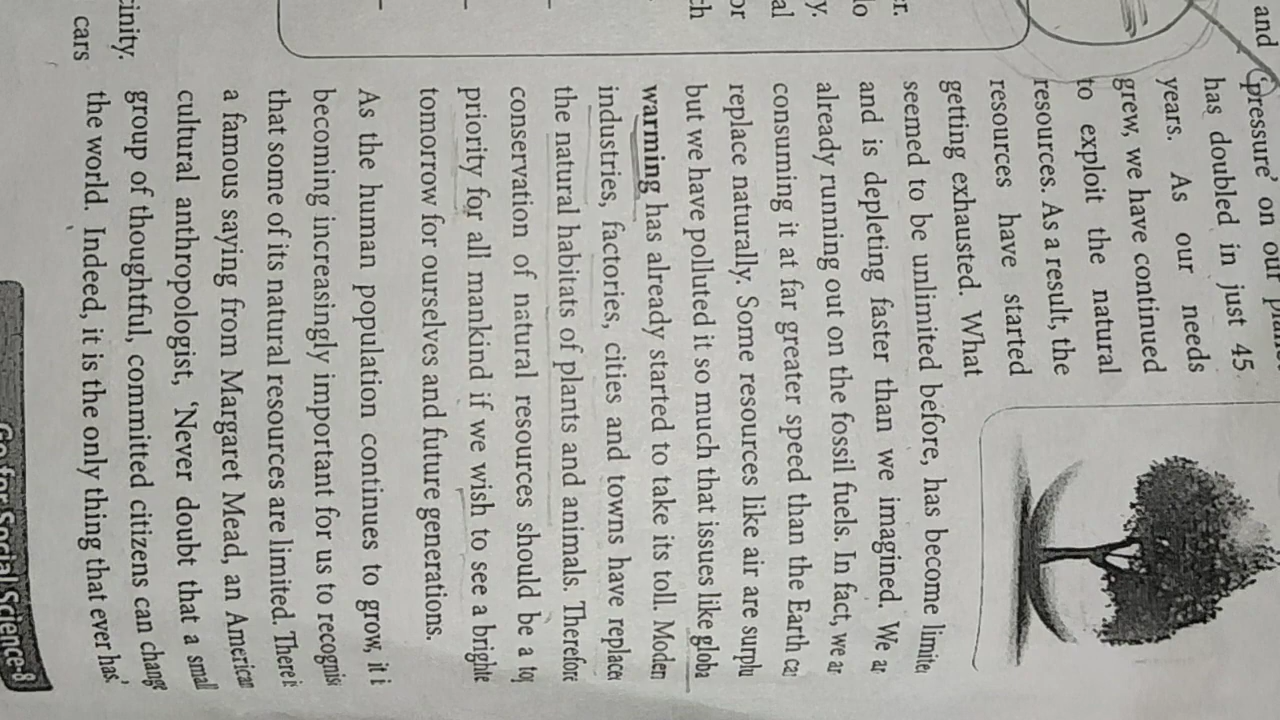 and 'pressure' on our
has doubled in just 45
years. As our needs
grew, we have continued
to exploit the natural
resources. As a result, the
resources have started
getting exhausted. What
seemed to be unlimited before, has become
and is depleting faster than we imagined. We
already running out on the fossil fuels. In fact, we
consuming it at far greater speed than the Earth
replace naturally. Some resources like air are
but we have polluted it so much that issues like
warming has already started to take its toll.
industries, factories, cities and towns have
the natural habitats of plants and animals. Therefore
conservation of natural resources should be a
priority for all mankind if we wish to see a
tomorrow for ourselves and future generations.
As the human population continues to grow, it
becoming increasingly important for us to
that some of its natural resources are limited. There
a famous saying from Margaret Mead, an American
cultural anthropologist, 'Never doubt that a small
group of thoughtful, committed citizens can change
the world. Indeed, it is the only thing that ever has.'
cars
Go for Social Science-8